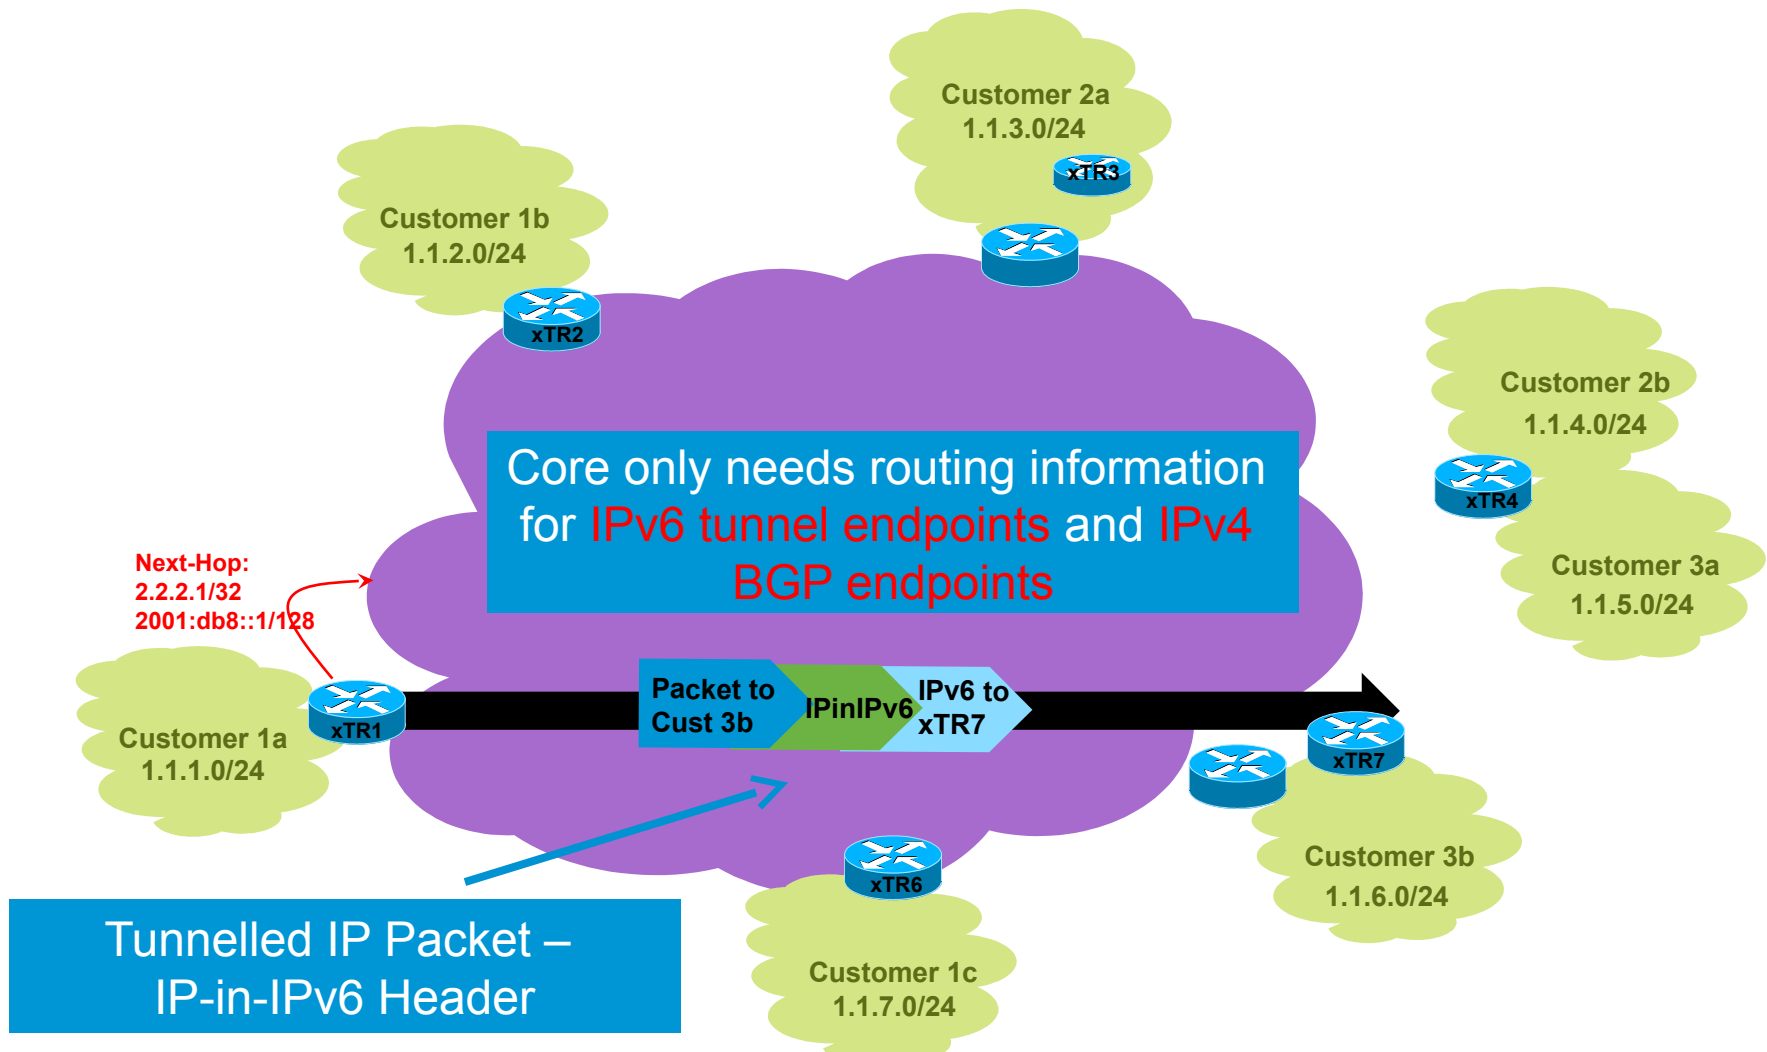 Customer 2a
1.1.3.0/24
xTR3
Customer 1b
1.1.2.0/24
xTR2
Customer 2b
1.1.4.0/24
xTR4
Customer 3a
1.1.5.0/24
Core only needs routing information
for IPv6 tunnel endpoints and IPv4
BGP endpoints
Next-Hop:
2.2.2.1/32
2001:db8::1/128
xTR1
Customer 1a
1.1.1.0/24
Packet to
Cust 3b
IPinIPv6
IPv6 to
xTR7
xTR7
Customer 3b
1.1.6.0/24
xTR6
Customer 1c
1.1.7.0/24
Tunnelled IP Packet –
IP-in-IPv6 Header